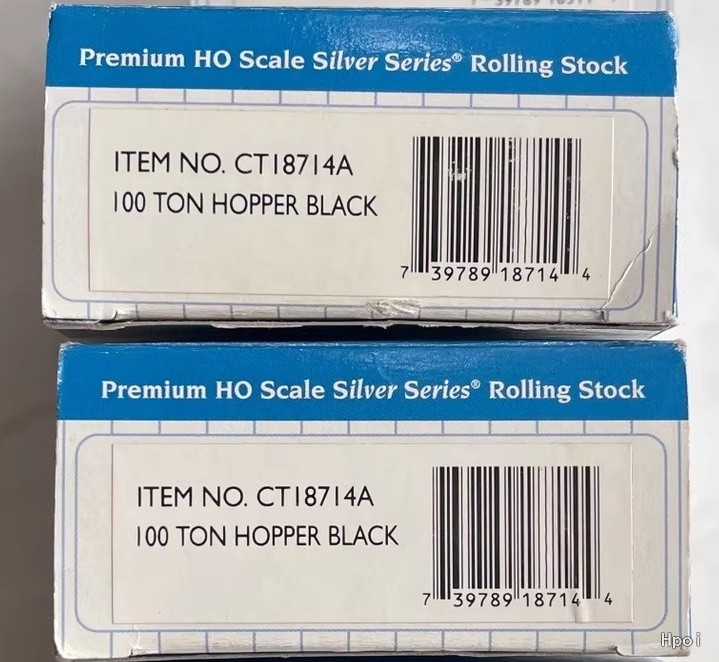 Premium HO Scale Silver Series® Rolling Stock
ITEM NO. CT18714A
100 TON HOPPER BLACK
7 39789 18714 4
Premium HO Scale Silver Series® Rolling Stock
ITEM NO. CT18714A
100 TON HOPPER BLACK
7 39789 18714 4
Hpoi